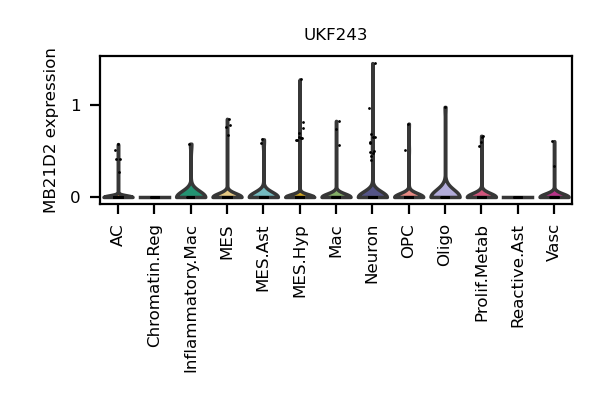 UKF243
MB21D2 expression
1
0
AC
Chromatin.Reg
Inflammatory.Mac
MES
MES.Ast
MES.Hyp
Mac
Neuron
OPC
Oligo
Prolif.Metab
Reactive.Ast
Vasc